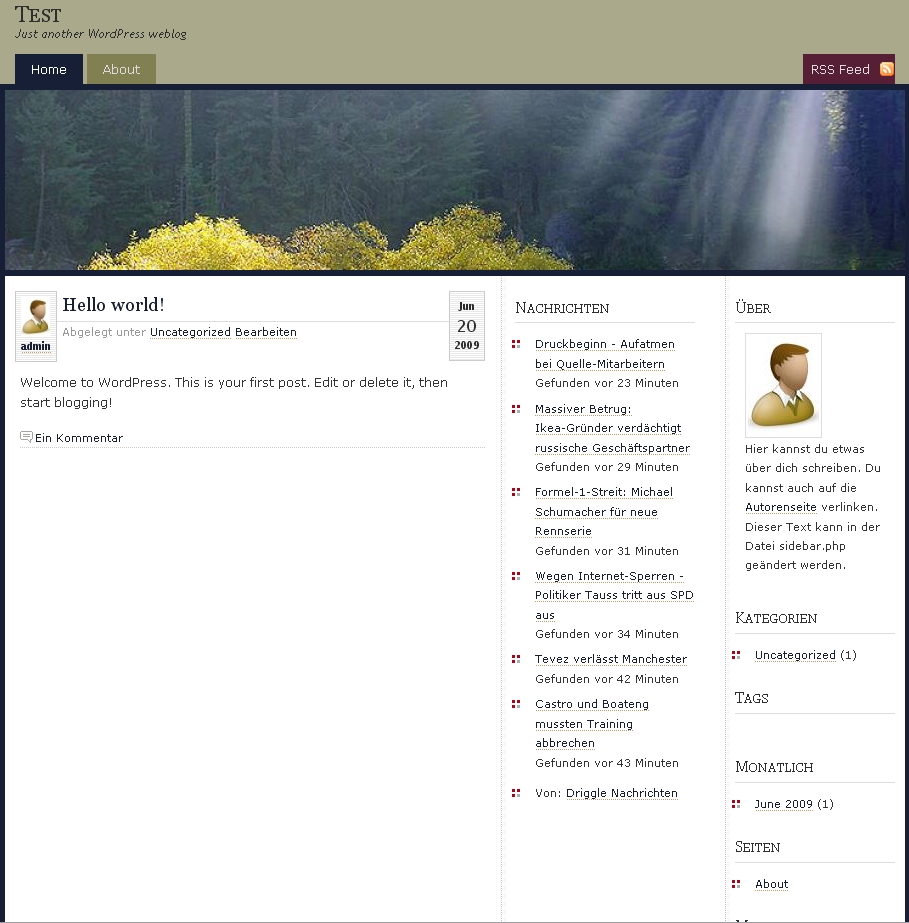 Test
Just another WordPress weblog
Home
About
RSS Feed
Hello world!
Abgelegt unter Uncategorized Bearbeiten
admin
Jun
20
2009
Welcome to WordPress. This is your first post. Edit or delete it, then
start blogging!
Ein Kommentar
Nachrichten
Druckbeginn - Aufatmen
bei Quelle-Mitarbeitern
Gefunden vor 23 Minuten
Massiver Betrug:
Ikea-Gründer verdächtigt
russische Geschäftspartner
Gefunden vor 29 Minuten
Formel-1-Streit: Michael
Schumacher für neue
Rennserie
Gefunden vor 31 Minuten
Wegen Internet-Sperren -
Politiker Tauss tritt aus SPD
aus
Gefunden vor 34 Minuten
Tevez verlässt Manchester
Gefunden vor 42 Minuten
Castro und Boateng
mussten Training
abbrechen
Gefunden vor 43 Minuten
Von: Driggle Nachrichten
Über
Hier kannst du etwas
über dich schreiben. Du
kannst auch auf die
Autorenseite verlinken.
Dieser Text kann in der
Datei sidebar.php
geändert werden.
Kategorien
Uncategorized (1)
Tags
Monatlich
June 2009 (1)
Seiten
About